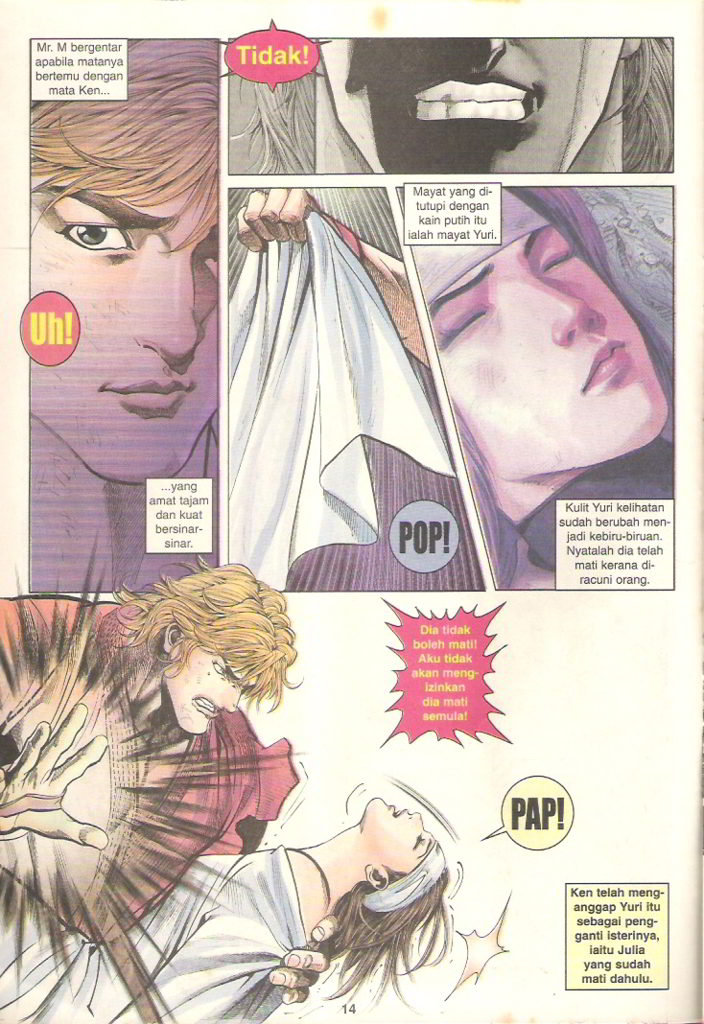 Mr. M bergentar
apabila matanya
bertemu dengan
mata Ken...
Tidak!
Uh!
...yang
amat tajam
dan kuat
bersinar-
sinar.
Mayat yang di-
tutupi dengan
kain putih itu
ialah mayat Yuri.
POP!
Kulit Yuri kelihatan
sudah berubah men-
jadi kebiru-biruan.
Nyatalah dia telah
mati kerana di-
racuni orang.
Dia tidak
boleh mati!
Aku tidak
akan meng-
izinkan
dia mati
semula!
PAP!
Ken telah meng-
anggap Yuri itu
sebagai peng-
ganti isterinya,
iaitu Julia
yang sudah
mati dahulu.
14